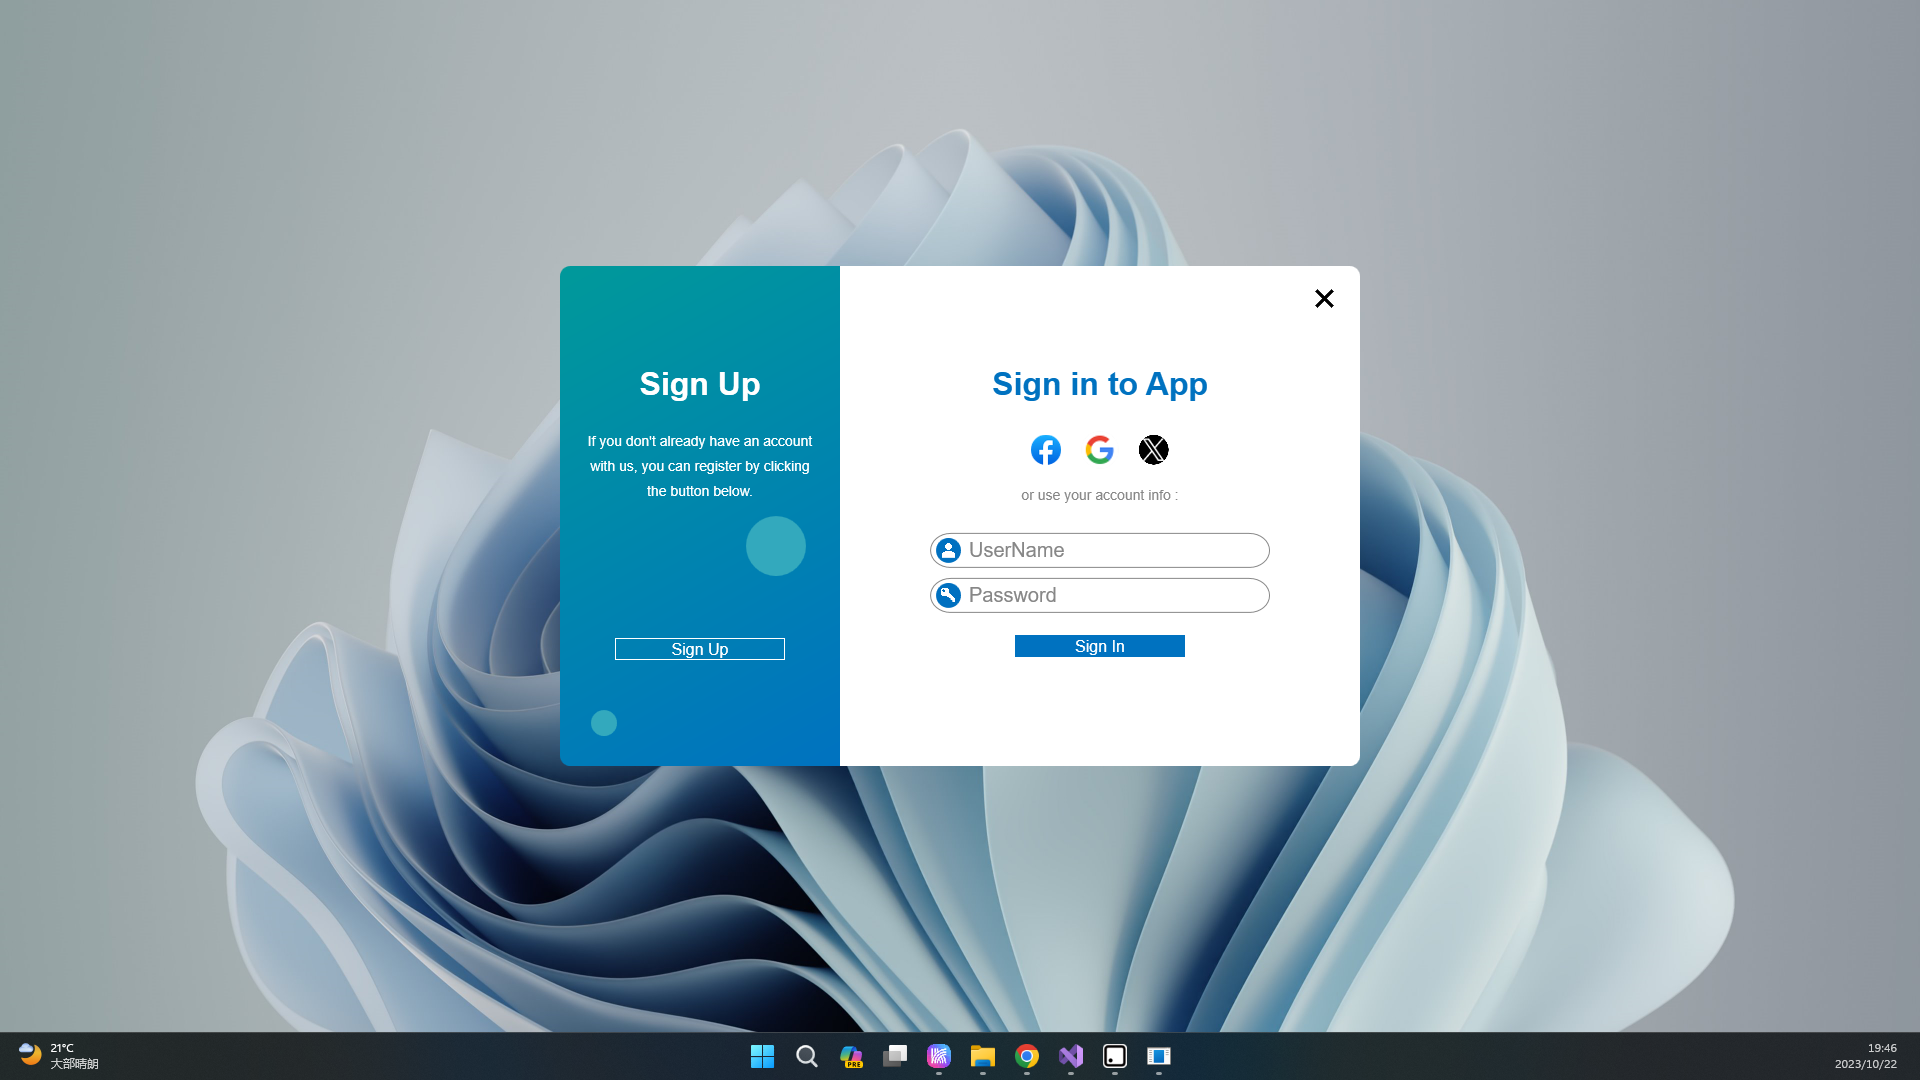 Sign Up
If you don't already have an account
with us, you can register by clicking
the button below.
Sign Up
Sign in to App
or use your account info :
UserName
Password
Sign In
21°C
大部晴朗
PRE
19:46
2023/10/22